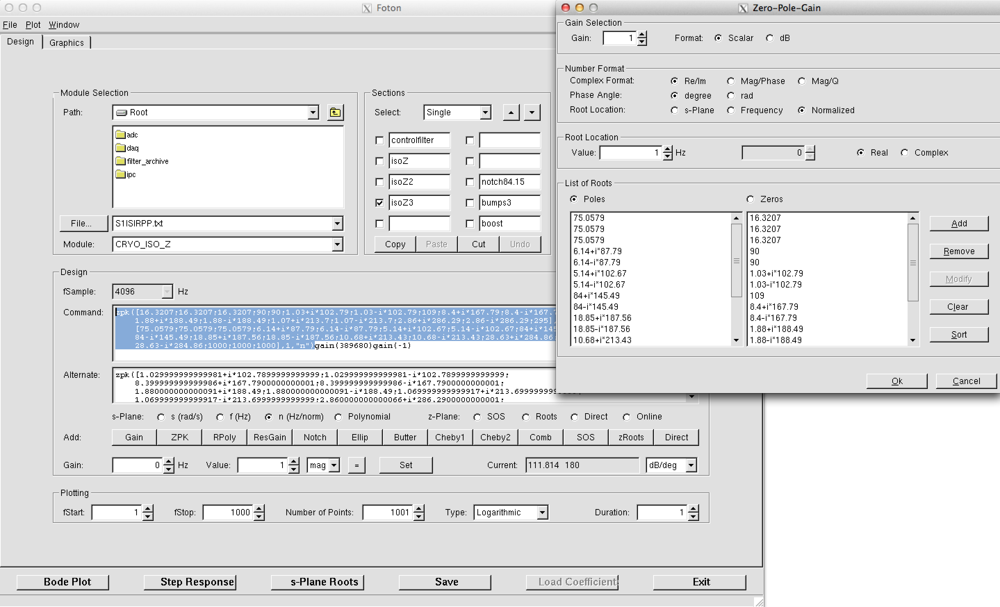 Foton
File Plot Window
Design Graphics
Module Selection
Path: Root
adc
daq
filter_archive
ipc
File... S1ISIRPP.txt
Module: CRYO_ISO_Z
Sections
Select: Single
controlfilter
isoZ
isoZ2 notch84.15
isoZ3 bumps3
boost
Copy Paste Cut Undo
Design
fSample: 4096 Hz
Command: zpk([16.3207;16.3207;16.3207;90;90;1.03+i*102.79;1.03-i*102.79;109;8.4+i*167.79;8.4-i*167.7
1.88+i*188.49;1.88-i*188.49;1.07+i*213.7;1.07-i*213.7;2.86+i*286.29;2.86-i*286.29;295],
[75.0579;75.0579;75.0579;6.14+i*87.79;6.14-i*87.79;5.14+i*102.67;5.14-i*102.67;84+i*145
84-i*145.49;18.85+i*187.56;18.85-i*187.56;10.68+i*213.43;10.68-i*213.43;28.63+i*284.86;
28.63-i*284.86;1000;1000;1000],1,"n")gain(389680)gain(-1)
Alternate: zpk([1.029999999999981+i*102.7899999999999;1.029999999999981-i*102.7899999999999;
8.399999999999986+i*167.7900000000001;8.399999999999986-i*167.7900000000001;
1.880000000000091+i*188.49;1.880000000000091-i*188.49;1.069999999999917+i*213.6999999999999;
1.069999999999917-i*213.6999999999999;2.860000000000066+i*286.2900000000001;
s-Plane: s (rad/s) f (Hz) n (Hz/norm) Polynomial z-Plane: SOS Roots Direct Online
Add: Gain ZPK RPoly ResGain Notch Ellip Butter Cheby1 Cheby2 Comb SOS zRoots Direct
Gain: 0 Hz Value: 1 mag = Set Current: 111.814 180 dB/deg
Plotting
fStart: 1 fStop: 1000 Number of Points: 1001 Type: Logarithmic Duration: 1
Bode Plot Step Response s-Plane Roots Save Load Coefficient Exit
Zero-Pole-Gain
Gain Selection
Gain: 1 Format: Scalar dB
Number Format
Complex Format: Re/Im Mag/Phase Mag/Q
Phase Angle: degree rad
Root Location: s-Plane Frequency Normalized
Root Location
Value: 1 Hz 0 Real Complex
List of Roots
Poles Zeros
75.0579 16.3207
75.0579 16.3207
75.0579 16.3207
6.14+i*87.79 90
6.14-i*87.79 90
5.14+i*102.67 1.03+i*102.79
5.14-i*102.67 1.03-i*102.79
84+i*145.49 109
84-i*145.49 8.4+i*167.79
18.85+i*187.56 8.4-i*167.79
18.85-i*187.56 1.88+i*188.49
10.68+i*213.43 1.88-i*188.49
Add
Remove
Modify
Clear
Sort
Ok Cancel